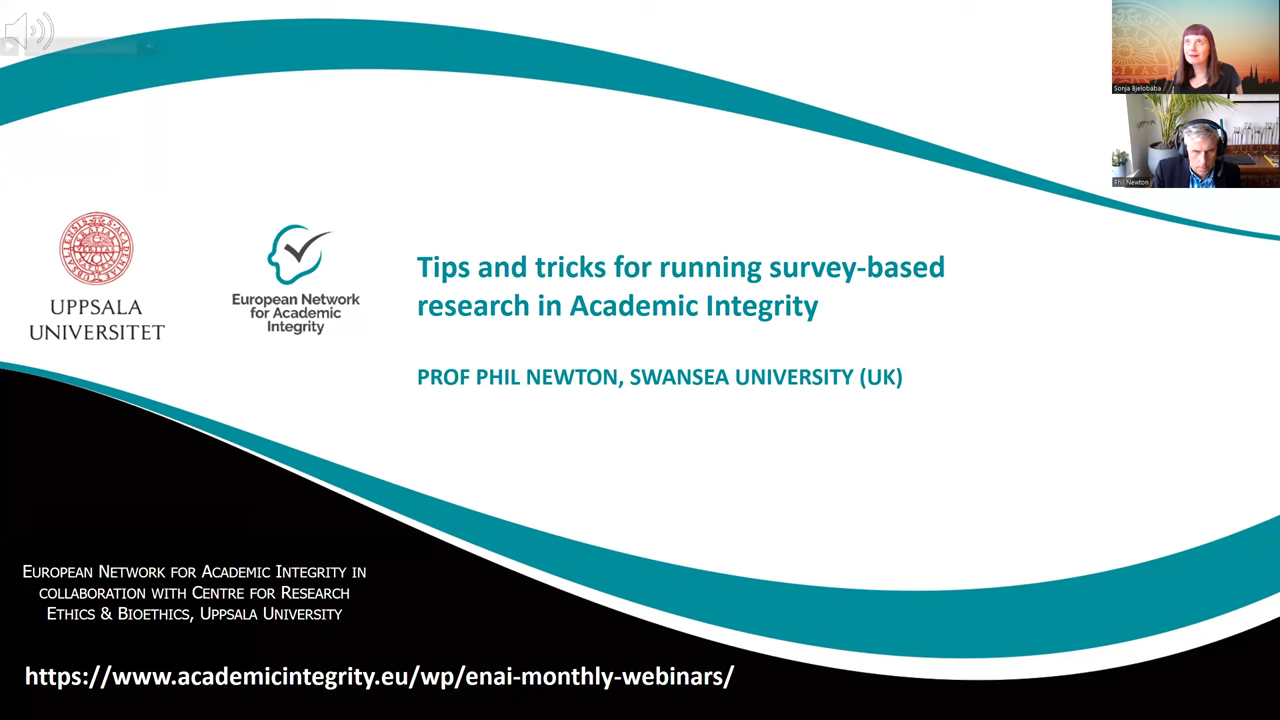 Sonja Bjelobaba
Phil Newton
UPPSALA
UNIVERSITET
European Network
for Academic
Integrity
Tips and tricks for running survey-based
research in Academic Integrity
PROF PHIL NEWTON, SWANSEA UNIVERSITY (UK)
EUROPEAN NETWORK FOR ACADEMIC INTEGRITY IN
COLLABORATION WITH CENTRE FOR RESEARCH
ETHICS & BIOETHICS, UPPSALA UNIVERSITY
https://www.academicintegrity.eu/wp/enai-monthly-webinars/